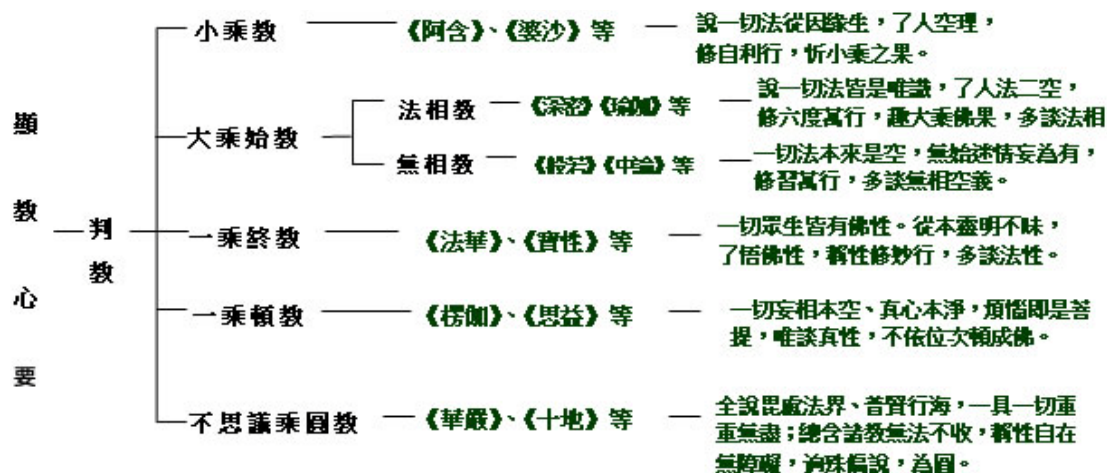 顯教心要
判教
小乘教
《阿含》、《婆沙》等
說一切法從因緣生，了人空理，
修自利行，忻小乘之果。
大乘始教
法相教
《深密》《瑜伽》等
說一切法皆是唯識，了人法二空，
修六度萬行，趣大乘佛果，多談法相
無相教
《般若》《中論》等
一切法本來是空，無始迷情妄為有，
修習萬行，多談無相空義。
一乘終教
《法華》、《寶性》等
一切眾生皆有佛性。從本靈明不昧，
了悟佛性，稱性修妙行，多談法性。
一乘頓教
《楞伽》、《思益》等
一切妄相本空、真心本淨，煩惱即是菩
提，唯談真性，不依位次頓成佛。
不思議乘圓教
《華嚴》、《十地》等
全說毘盧法界、普賢行海，一具一切重
重無盡；總含諸教無法不收，稱性自在
無障礙，迥殊偏說，為圓。